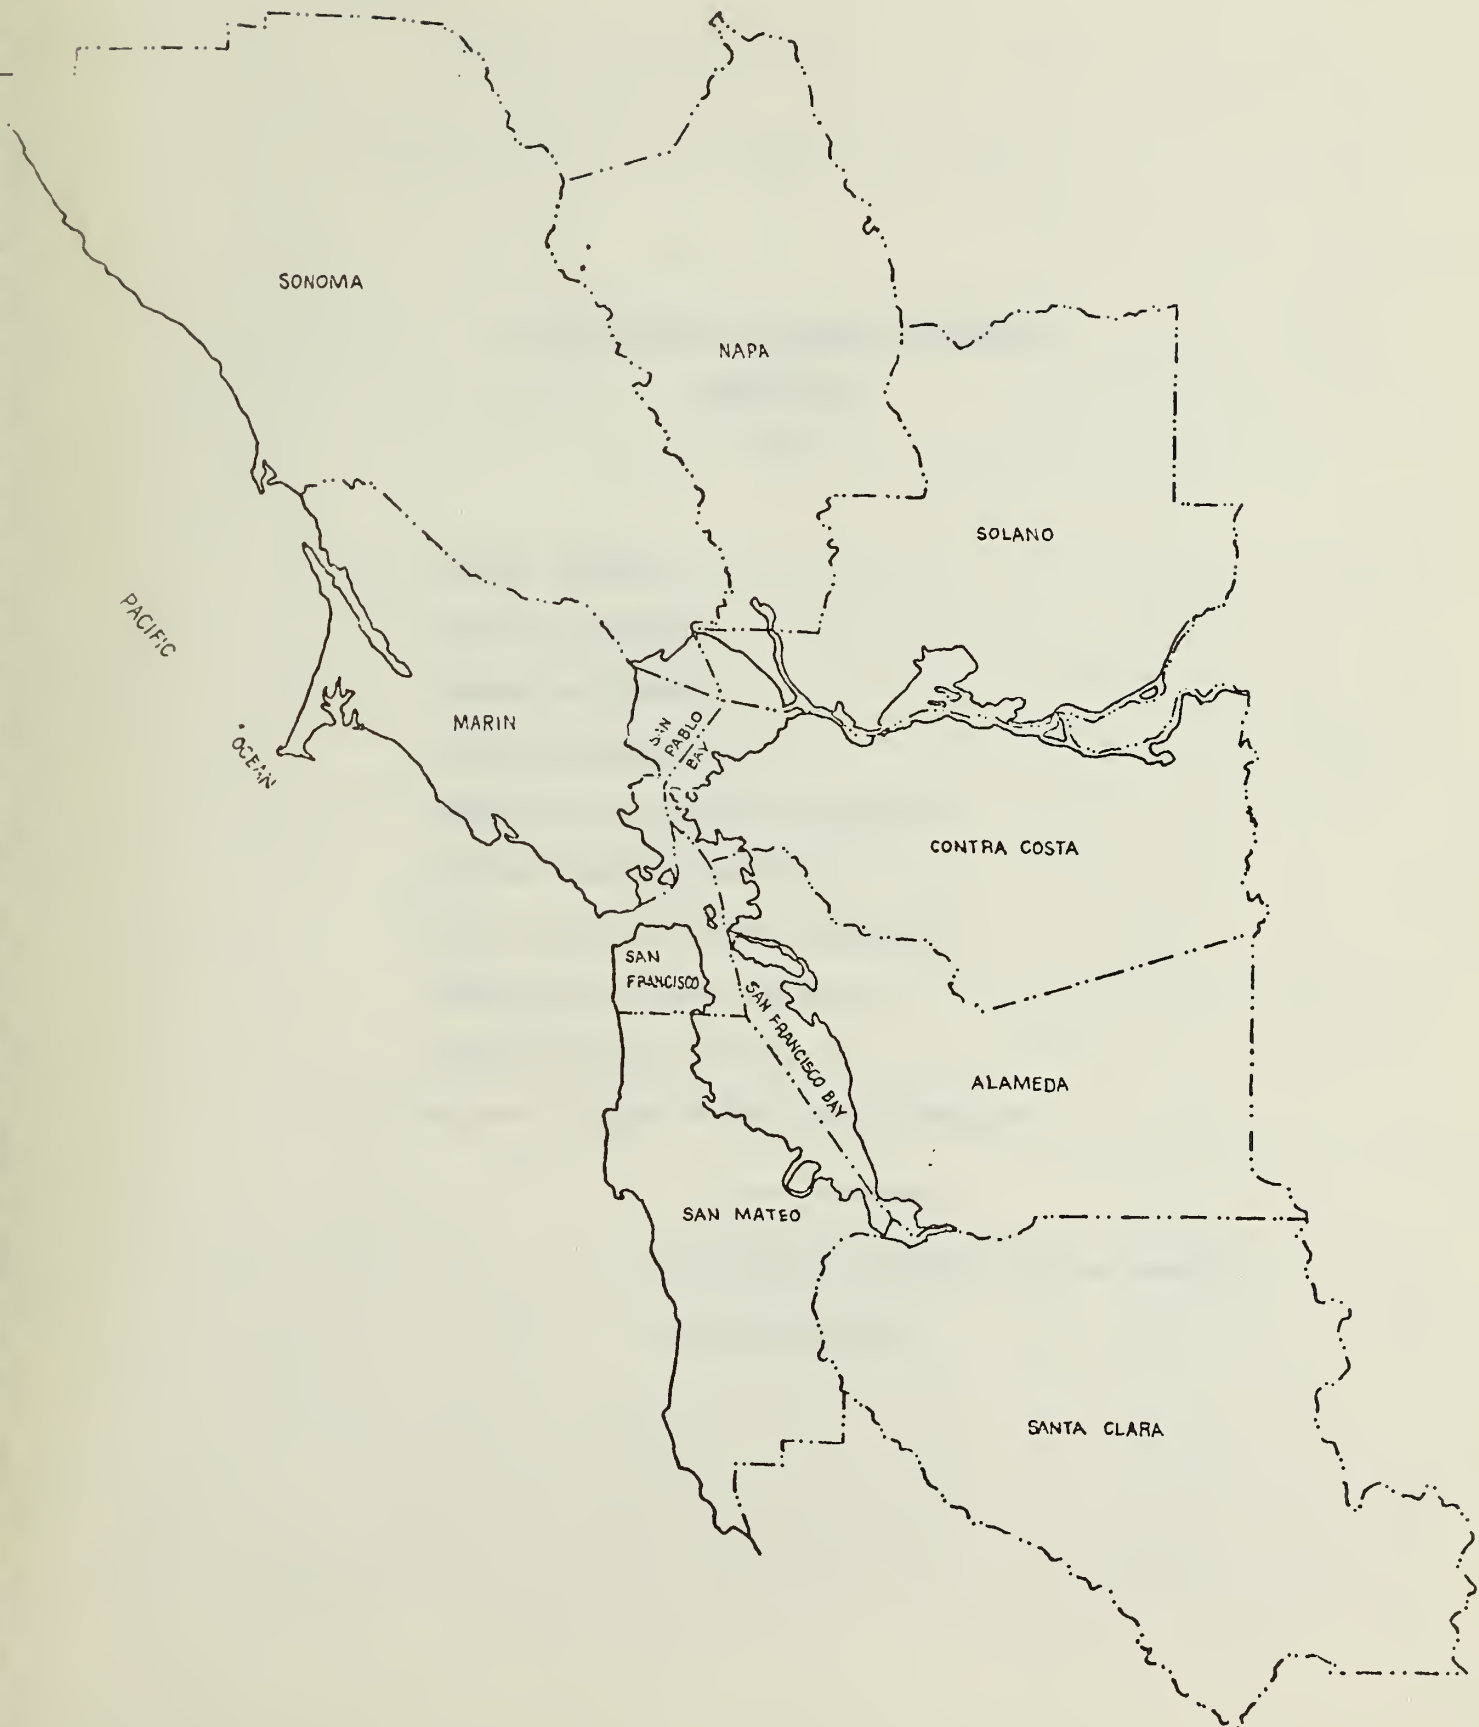 SONOMA
NAPA
SOLANO
PACIFIC
OCEAN
MARIN
SAN
PABLO
BAY
CONTRA COSTA
SAN
FRANCISCO
SAN FRANCISCO BAY
ALAMEDA
SAN MATEO
SANTA CLARA